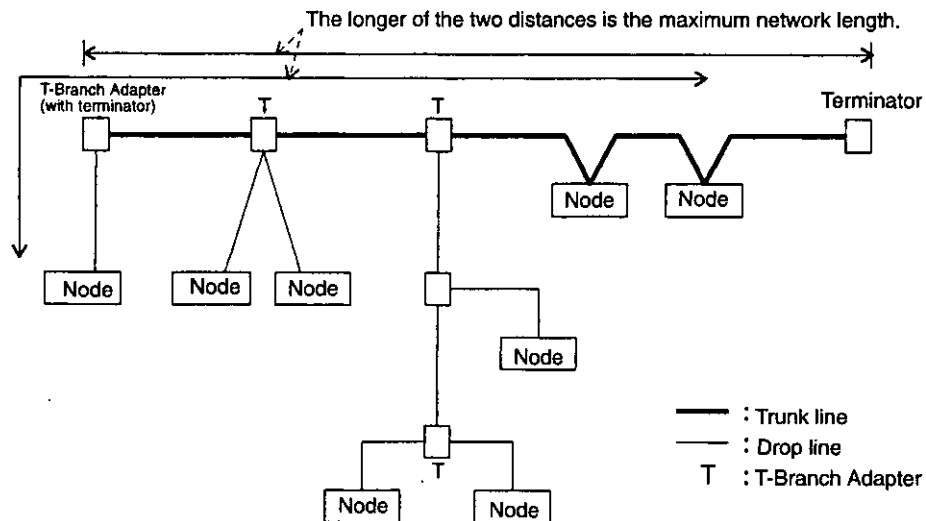 The longer of the two distances is the maximum network length.
T-Branch Adapter
(with terminator)
T
T
Terminator
Node
Node
Node
Node
Node
Node
T
Node
Node
Trunk line
: Drop line
T : T-Branch Adapter